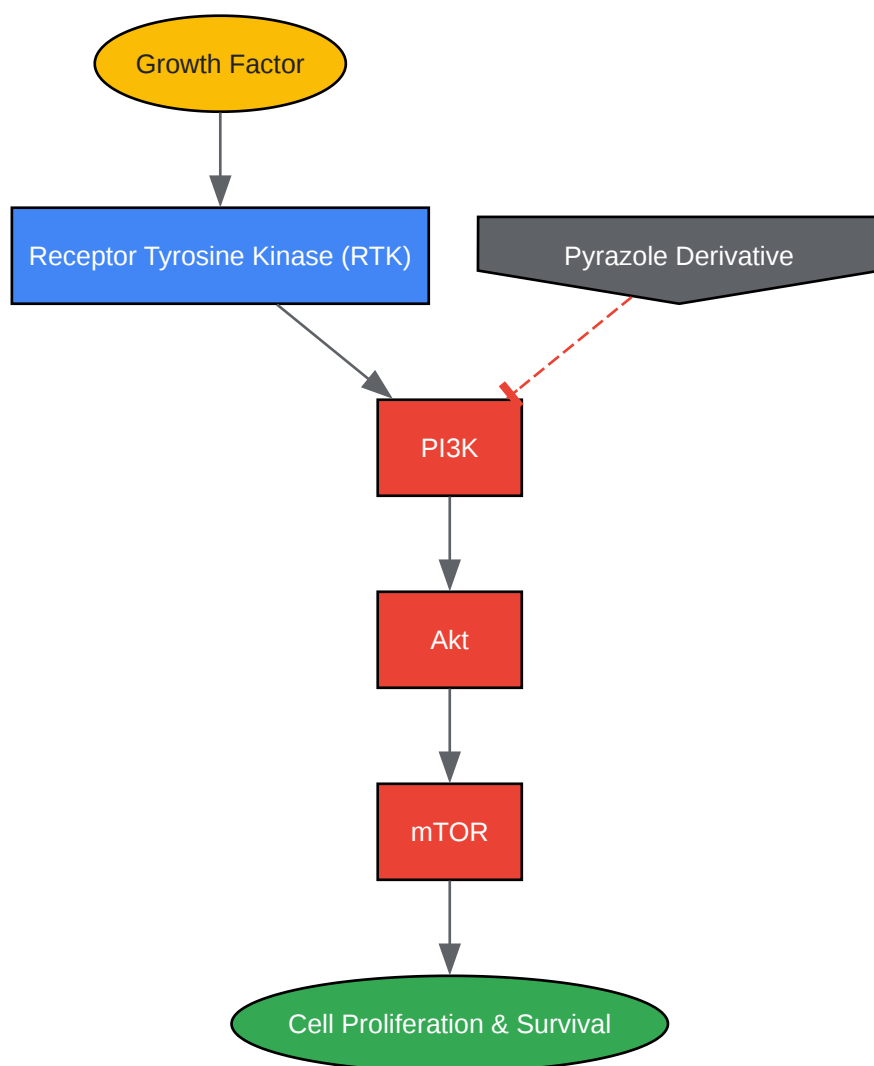 Growth Factor
Receptor Tyrosine Kinase (RTK)
Pyrazole Derivative
PI3K
Akt
mTOR
Cell Proliferation & Survival